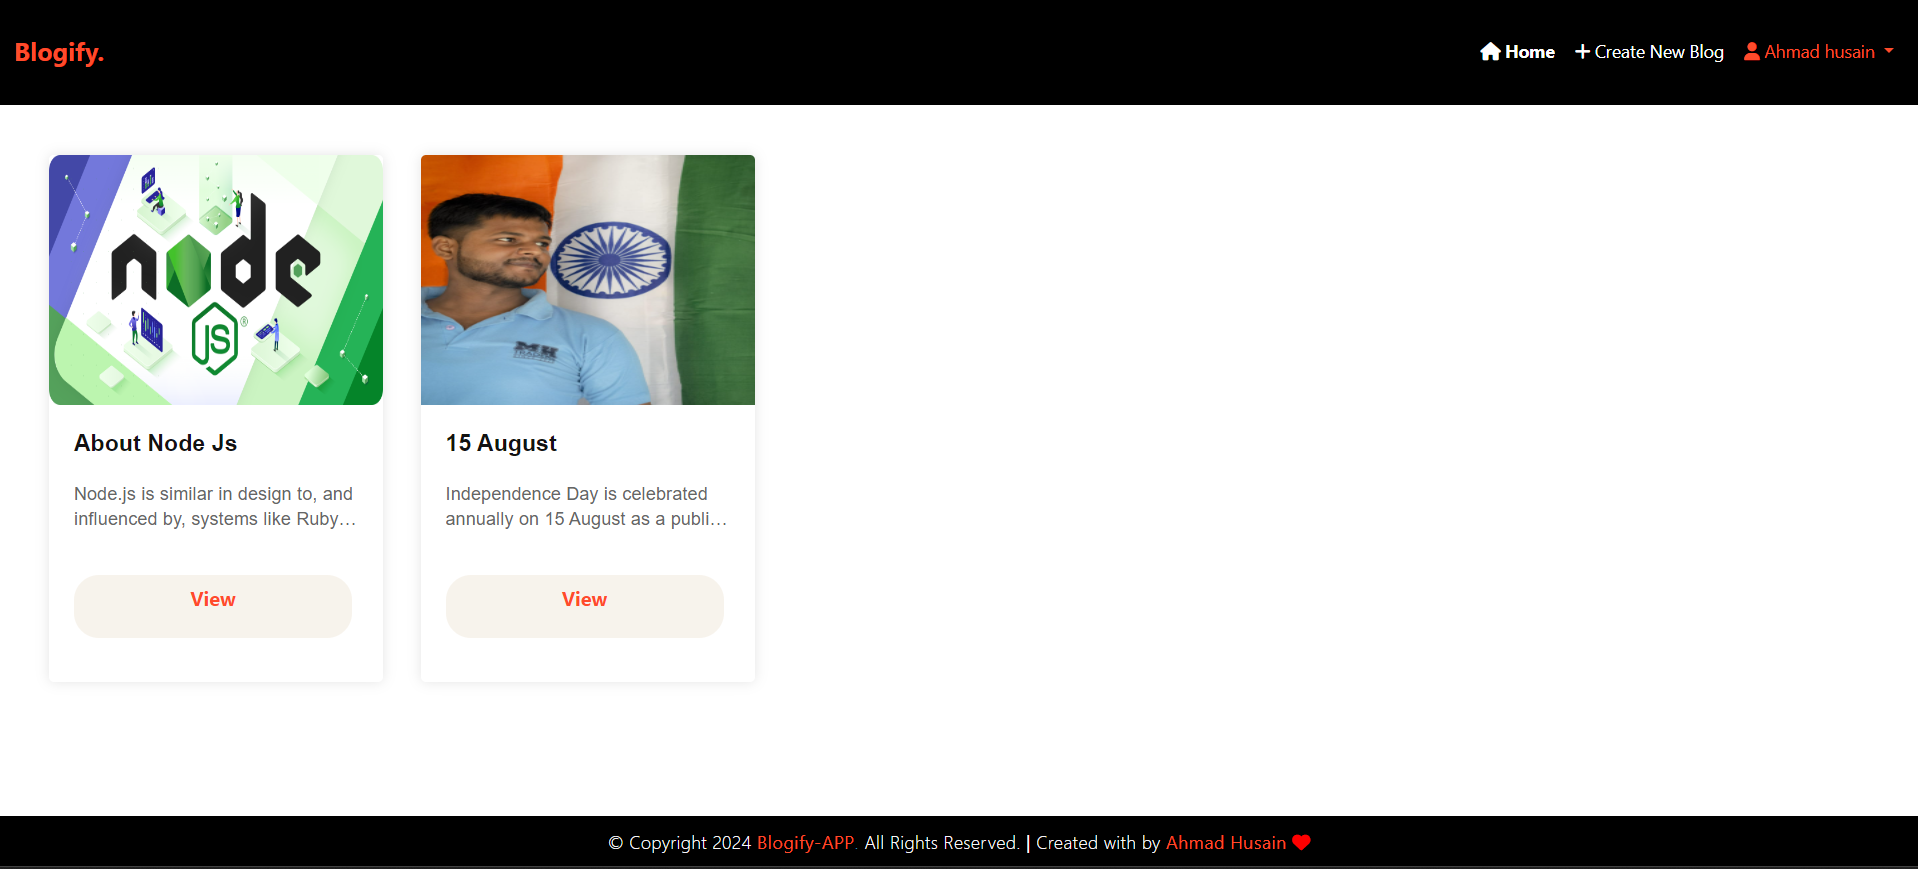 Blogify.
Home
Create New Blog
Ahmad husain
node
JS
®
MK
About Node Js
Node.js is similar in design to, and
influenced by, systems like Ruby…
View
15 August
Independence Day is celebrated
annually on 15 August as a publi…
View
© Copyright 2024 Blogify-APP. All Rights Reserved. | Created with by Ahmad Husain